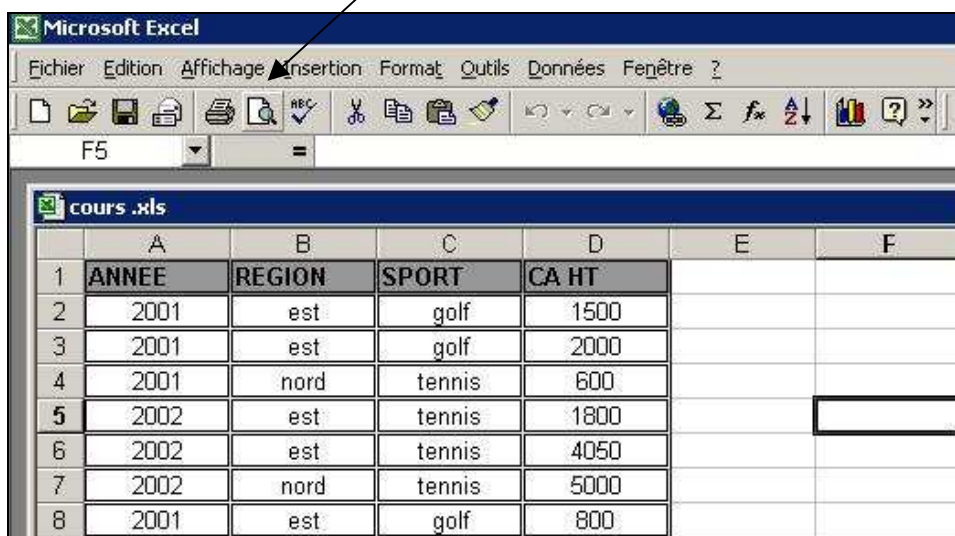 Microsoft Excel
Fichier Edition Affichage Insertion Format Outils Données Fenêtre ?
ABC Σ fx A Z ? »
F5 =
cours .xls
A B C D E F
1 ANNEE REGION SPORT CA HT
2 2001 est golf 1500
3 2001 est golf 2000
4 2001 nord tennis 600
5 2002 est tennis 1800
6 2002 est tennis 4050
7 2002 nord tennis 5000
8 2001 est golf 800